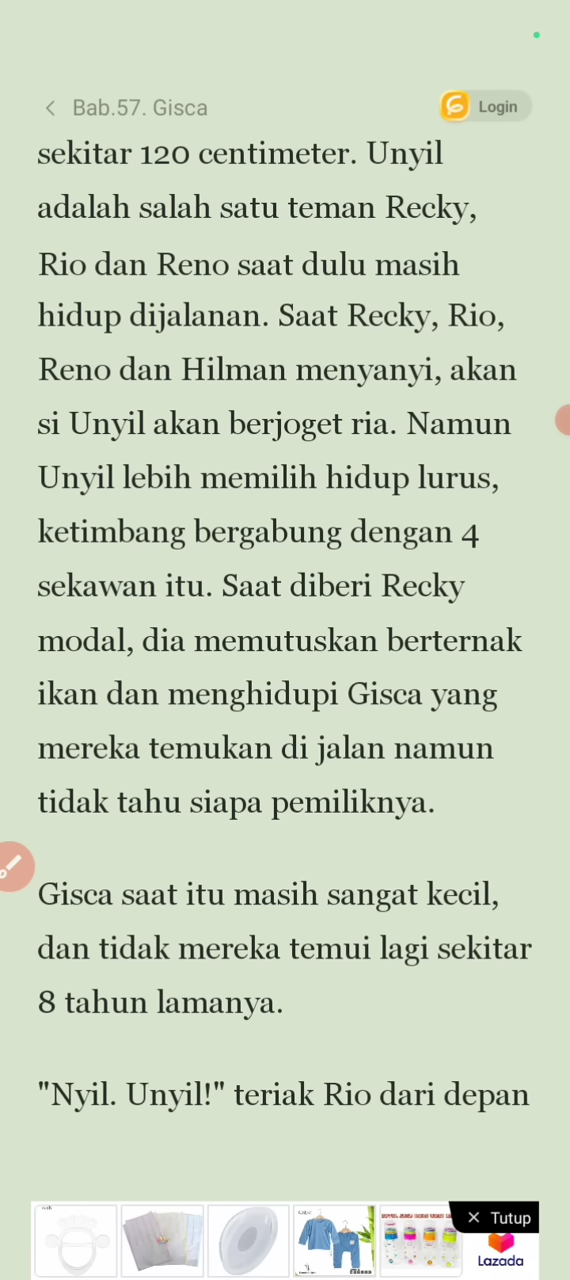 Bab.57. Gisca
Login
sekitar 120 centimeter. Unyil
adalah salah satu teman Recky,
Rio dan Reno saat dulu masih
hidup dijalanan. Saat Recky, Rio,
Reno dan Hilman menyanyi, akan
si Unyil akan berjoget ria. Namun
Unyil lebih memilih hidup lurus,
ketimbang bergabung dengan 4
sekawan itu. Saat diberi Recky
modal, dia memutuskan berternak
ikan dan menghidupi Gisca yang
mereka temukan di jalan namun
tidak tahu siapa pemiliknya.
Gisca saat itu masih sangat kecil,
dan tidak mereka temui lagi sekitar
8 tahun lamanya.
"Nyil. Unyil!" teriak Rio dari depan
Tutup
Lazada